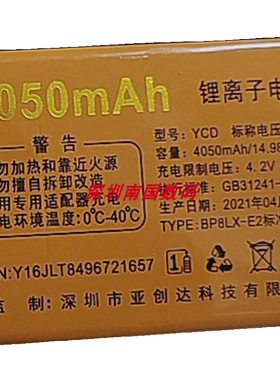 050mAh
锂离子电
警告
型号：YCD 标称电
勿加热和靠近火源
容量：4050mAh/14.98
擅自拆卸改造
充电限制电压：4.2V
用专用适配器充电
标准：GB31241-
电环境温度：0℃-40℃
日期：2021年04月
TYPE：BP8LX-E2标
深圳南国数码
N:Y16JLT8496721657
监制：深圳市亚创达科技有限